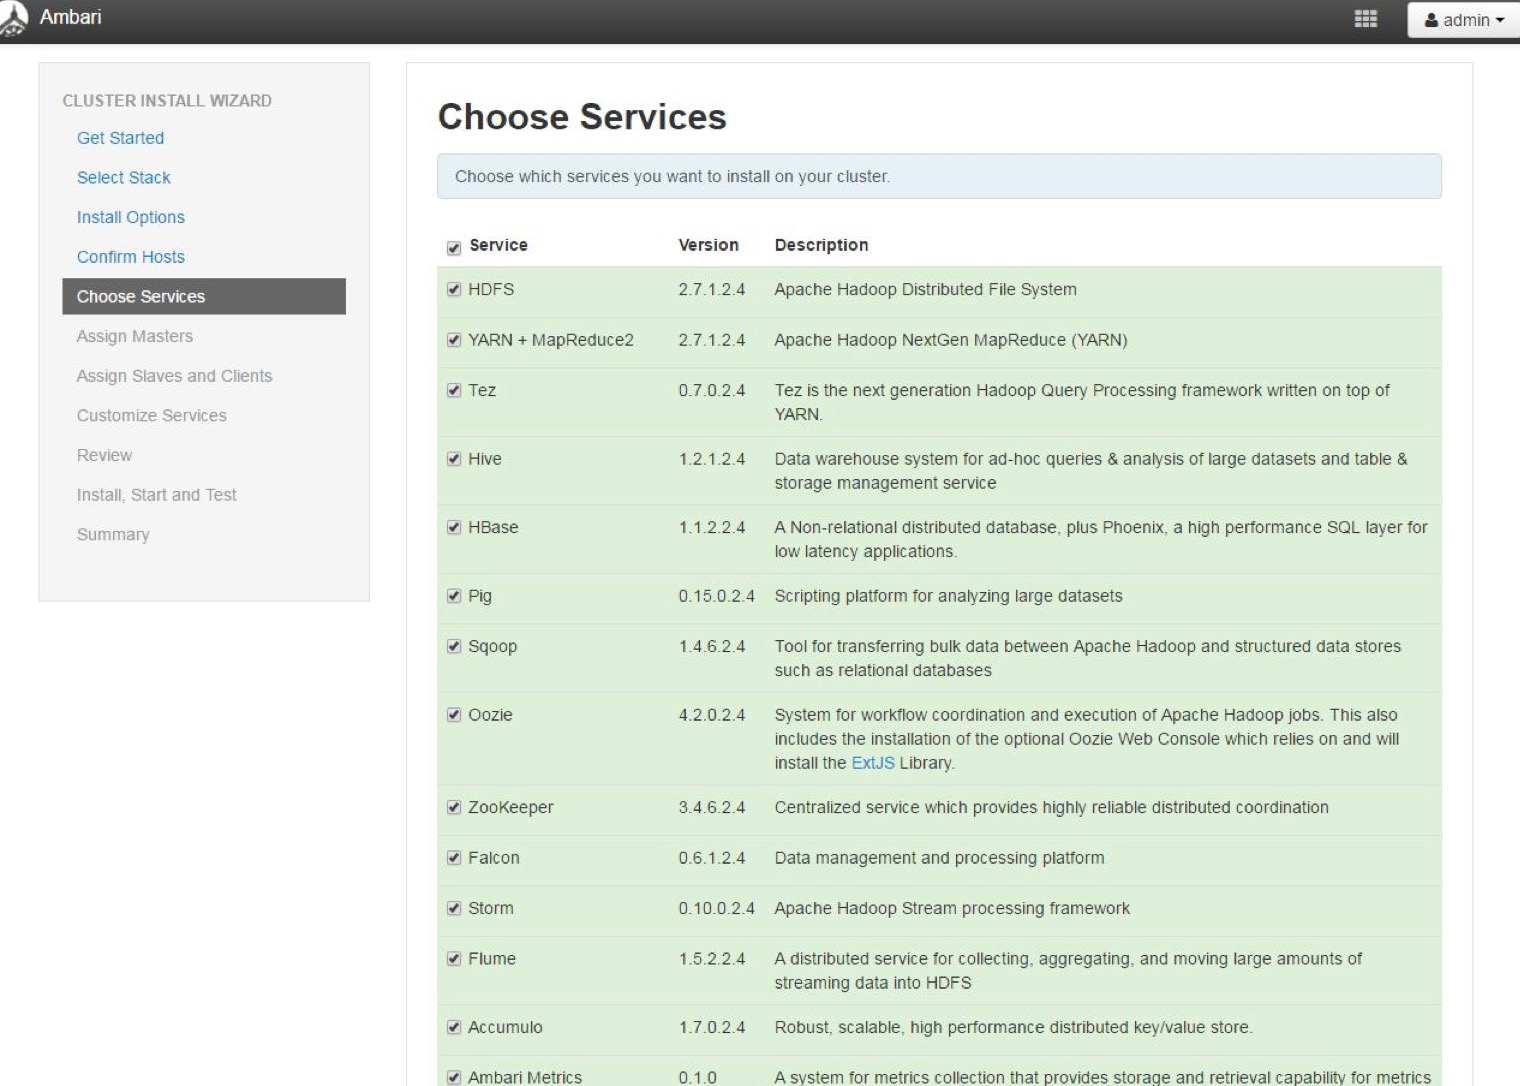 Ambari
admin
CLUSTER INSTALL WIZARD
Get Started
Select Stack
Install Options
Confirm Hosts
Choose Services
Assign Masters
Assign Slaves and Clients
Customize Services
Review
Install, Start and Test
Summary
Choose Services
Choose which services you want to install on your cluster.
Service Version Description
HDFS 2.7.1.2.4 Apache Hadoop Distributed File System
YARN + MapReduce2 2.7.1.2.4 Apache Hadoop NextGen MapReduce (YARN)
Tez 0.7.0.2.4 Tez is the next generation Hadoop Query Processing framework written on top of
YARN.
Hive 1.2.1.2.4 Data warehouse system for ad-hoc queries & analysis of large datasets and table &
storage management service
HBase 1.1.2.2.4 A Non-relational distributed database, plus Phoenix, a high performance SQL layer for
low latency applications.
Pig 0.15.0.2.4 Scripting platform for analyzing large datasets
Sqoop 1.4.6.2.4 Tool for transferring bulk data between Apache Hadoop and structured data stores
such as relational databases
Oozie 4.2.0.2.4 System for workflow coordination and execution of Apache Hadoop jobs. This also
includes the installation of the optional Oozie Web Console which relies on and will
install the ExtJS Library.
ZooKeeper 3.4.6.2.4 Centralized service which provides highly reliable distributed coordination
Falcon 0.6.1.2.4 Data management and processing platform
Storm 0.10.0.2.4 Apache Hadoop Stream processing framework
Flume 1.5.2.2.4 A distributed service for collecting, aggregating, and moving large amounts of
streaming data into HDFS
Accumulo 1.7.0.2.4 Robust, scalable, high performance distributed key/value store.
Ambari Metrics 0.1.0 A system for metrics collection that provides storage and retrieval capability for metrics